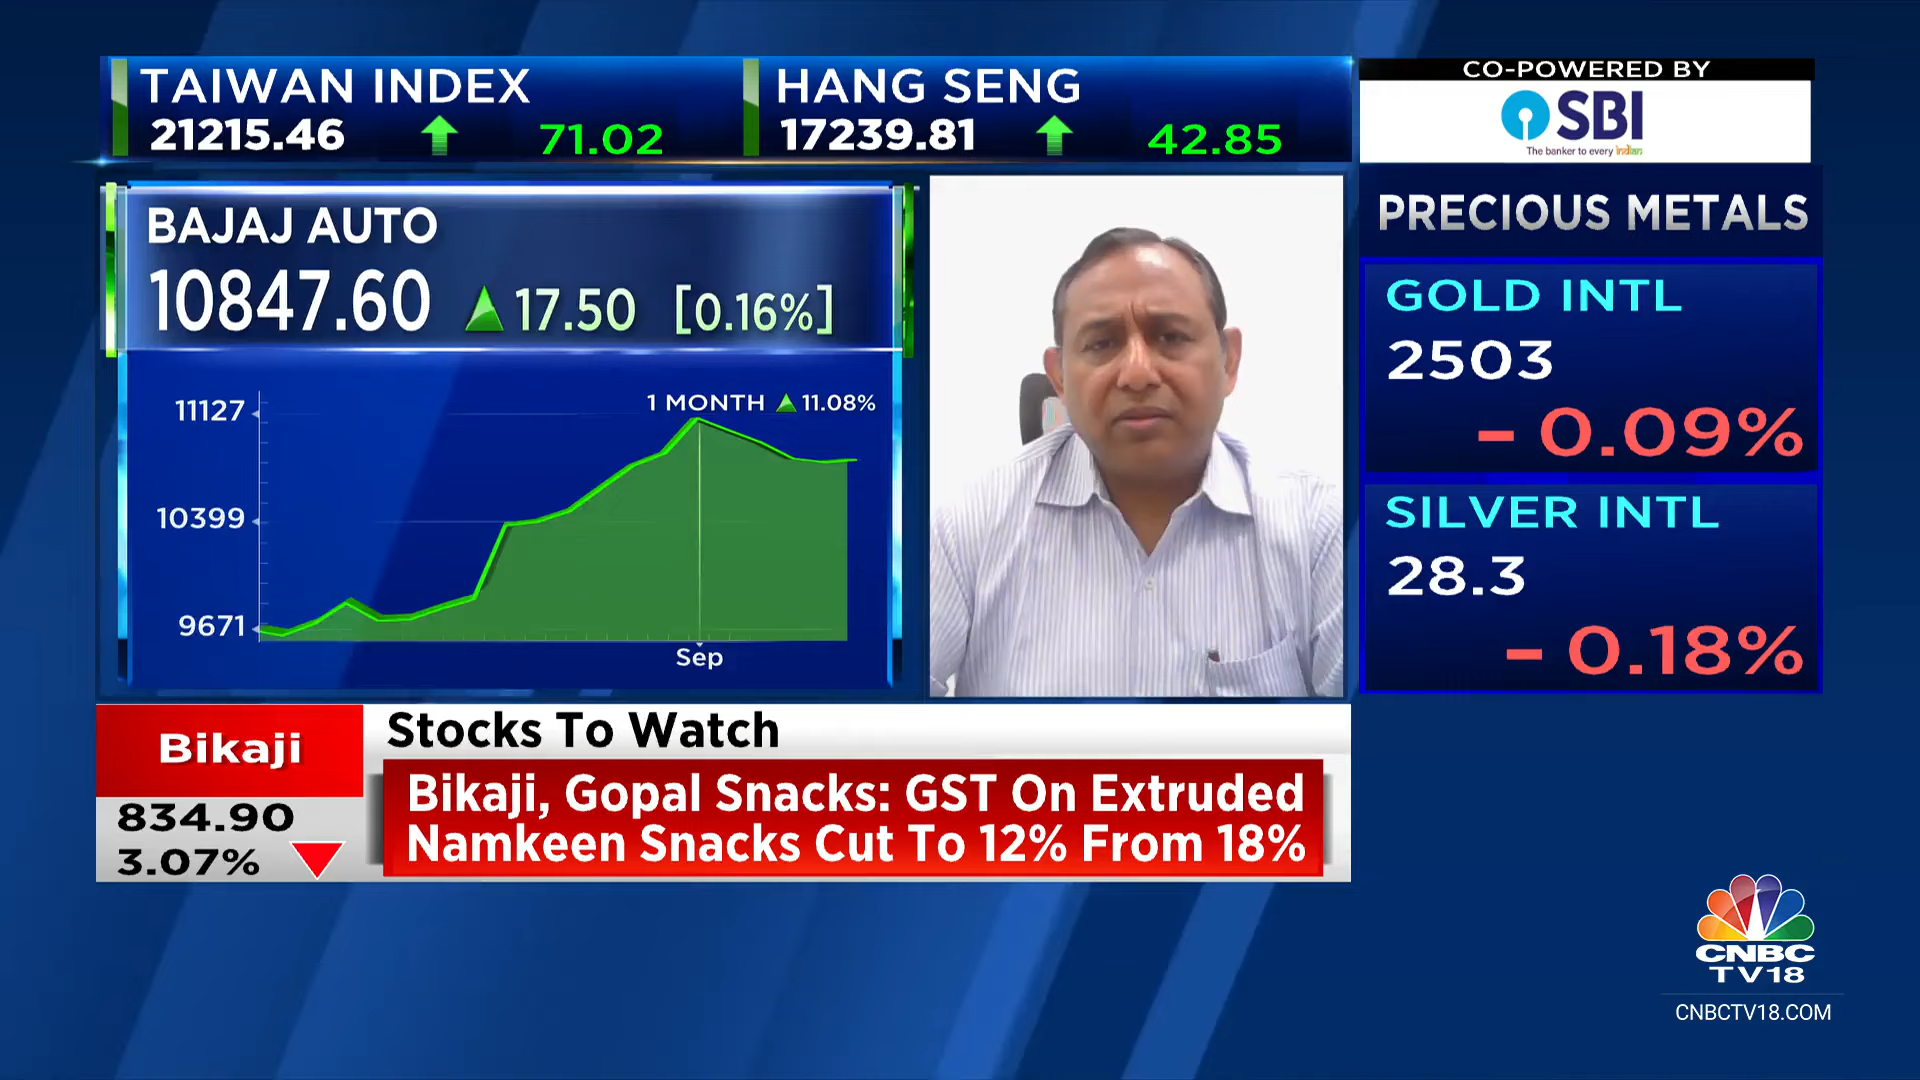 TAIWAN INDEX
21215.46 71.02
HANG SENG
17239.81 42.85
CO-POWERED BY
SBI
The banker to every indian
BAJAJ AUTO
10847.60 17.50 [0.16%]
1 MONTH 11.08%
11127
10399
9671
Sep
PRECIOUS METALS
GOLD INTL
2503
- 0.09%
SILVER INTL
28.3
- 0.18%
Bikaji
834.90
3.07%
Stocks To Watch
Bikaji, Gopal Snacks: GST On Extruded
Namkeen Snacks Cut To 12% From 18%
CNBC
TV18
CNBCTV18.COM